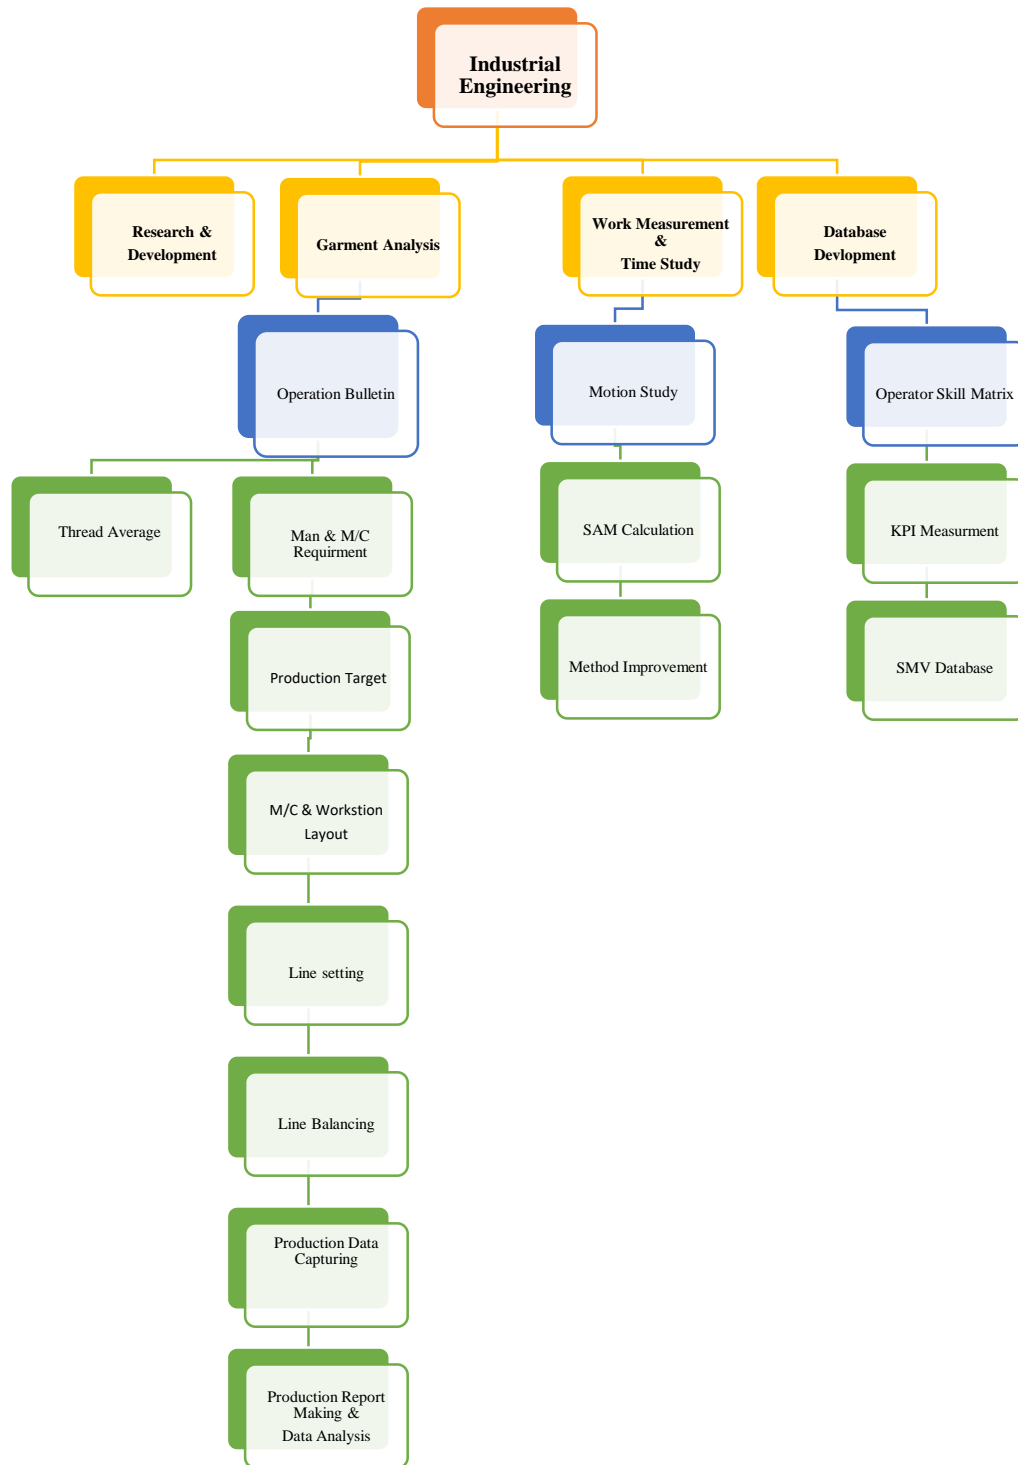 Industrial
Engineering
Research &
Development
Garment Analysis
Work Measurement
&
Time Study
Database
Devlopment
Operation Bulletin
Motion Study
Operator Skill Matrix
Thread Average
Man & M/C
Requirment
SAM Calculation
KPI Measurment
Production Target
Method Improvement
SMV Database
M/C & Workstion
Layout
Line setting
Line Balancing
Production Data
Capturing
Production Report
Making &
Data Analysis